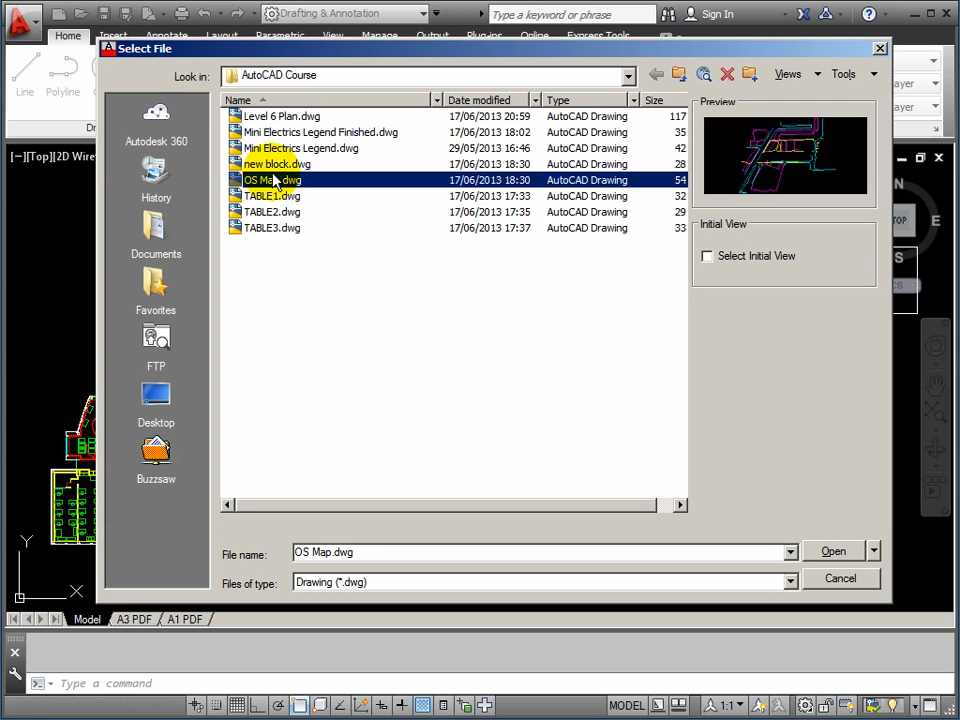 Drafting & Annotation
Type a keyword or phrase
Sign In
Home Insert Annotate Layout Parametric View Manage Output Plug-ins Online Express Tools
Select File
Look in: AutoCAD Course
Views Tools
Autodesk 360
History
Documents
Favorites
FTP
Desktop
Buzzsaw
Name Date modified Type Size
Level 6 Plan.dwg 17/06/2013 20:59 AutoCAD Drawing 117
Mini Electrics Legend Finished.dwg 17/06/2013 18:02 AutoCAD Drawing 35
Mini Electrics Legend.dwg 29/05/2013 16:46 AutoCAD Drawing 42
new block.dwg 17/06/2013 18:30 AutoCAD Drawing 28
OS Map.dwg 17/06/2013 18:30 AutoCAD Drawing 54
TABLE1.dwg 17/06/2013 17:33 AutoCAD Drawing 32
TABLE2.dwg 17/06/2013 17:35 AutoCAD Drawing 29
TABLE3.dwg 17/06/2013 17:37 AutoCAD Drawing 33
Preview
Initial View
Select Initial View
File name: OS Map.dwg
Open
Files of type: Drawing (*.dwg)
Cancel
Line Polyline
ayer
ayer
[−][Top][2D Wire
N
TOP
E
S
Y
X
Model A3 PDF A1 PDF
Type a command
MODEL
1:1